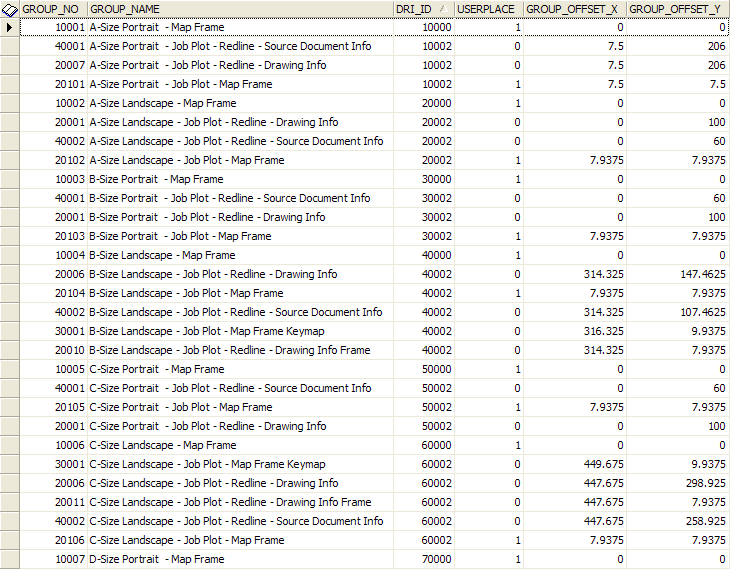 GROUP_NO GROUP_NAME DRI_ID USERPLACE GROUP_OFFSET_X GROUP_OFFSET_Y
10001 A-Size Portrait - Map Frame 10000 1 0 0
40001 A-Size Portrait - Job Plot - Redline - Source Document Info 10002 0 7.5 206
20007 A-Size Portrait - Job Plot - Redline - Drawing Info 10002 0 7.5 206
20101 A-Size Portrait - Job Plot - Map Frame 10002 1 7.5 7.5
10002 A-Size Landscape - Map Frame 20000 1 0 0
20001 A-Size Landscape - Job Plot - Redline - Drawing Info 20002 0 0 100
40002 A-Size Landscape - Job Plot - Redline - Source Document Info 20002 0 0 60
20102 A-Size Landscape - Job Plot - Map Frame 20002 1 7.9375 7.9375
10003 B-Size Portrait - Map Frame 30000 1 0 0
40001 B-Size Portrait - Job Plot - Redline - Source Document Info 30002 0 0 60
20001 B-Size Portrait - Job Plot - Redline - Drawing Info 30002 0 0 100
20103 B-Size Portrait - Job Plot - Map Frame 30002 1 7.9375 7.9375
10004 B-Size Landscape - Map Frame 40000 1 0 0
20006 B-Size Landscape - Job Plot - Redline - Drawing Info 40002 0 314.325 147.4625
20104 B-Size Landscape - Job Plot - Map Frame 40002 1 7.9375 7.9375
40002 B-Size Landscape - Job Plot - Redline - Source Document Info 40002 0 314.325 107.4625
30001 B-Size Landscape - Job Plot - Map Frame Keymap 40002 0 316.325 9.9375
20010 B-Size Landscape - Job Plot - Redline - Drawing Info Frame 40002 0 314.325 7.9375
10005 C-Size Portrait - Map Frame 50000 1 0 0
40001 C-Size Portrait - Job Plot - Redline - Source Document Info 50002 0 0 60
20105 C-Size Portrait - Job Plot - Map Frame 50002 1 7.9375 7.9375
20001 C-Size Portrait - Job Plot - Redline - Drawing Info 50002 0 0 100
10006 C-Size Landscape - Map Frame 60000 1 0 0
30001 C-Size Landscape - Job Plot - Map Frame Keymap 60002 0 449.675 9.9375
20006 C-Size Landscape - Job Plot - Redline - Drawing Info 60002 0 447.675 298.925
20011 C-Size Landscape - Job Plot - Redline - Drawing Info Frame 60002 0 447.675 7.9375
40002 C-Size Landscape - Job Plot - Redline - Source Document Info 60002 0 447.675 258.925
20106 C-Size Landscape - Job Plot - Map Frame 60002 1 7.9375 7.9375
10007 D-Size Portrait - Map Frame 70000 1 0 0